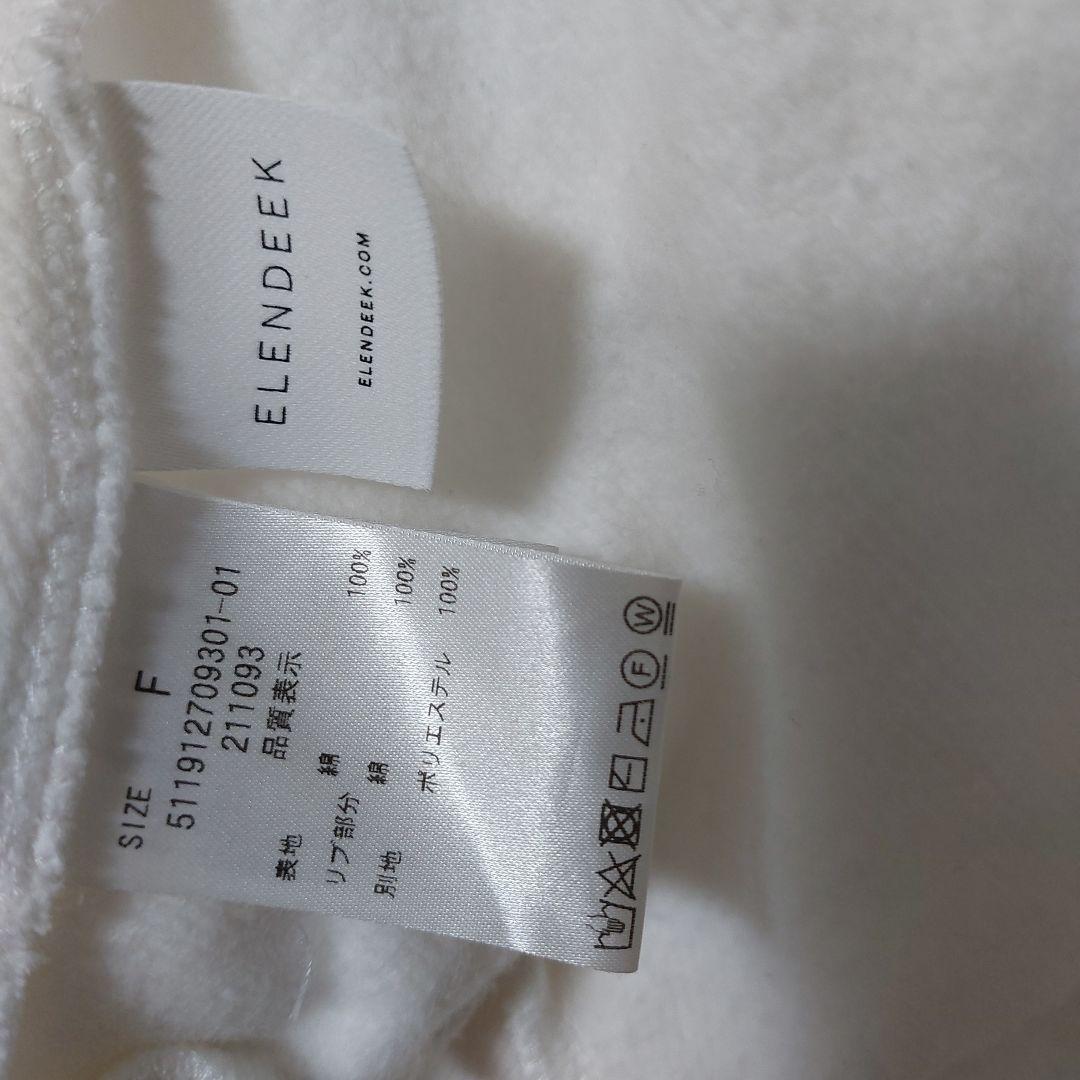 ELENDEEK
ELENDEEK.COM
SIZE F
511912709301-01
211093
品質表示
表地 綿 100%
リブ部分 綿 100%
別地 ポリエステル 100%
F W